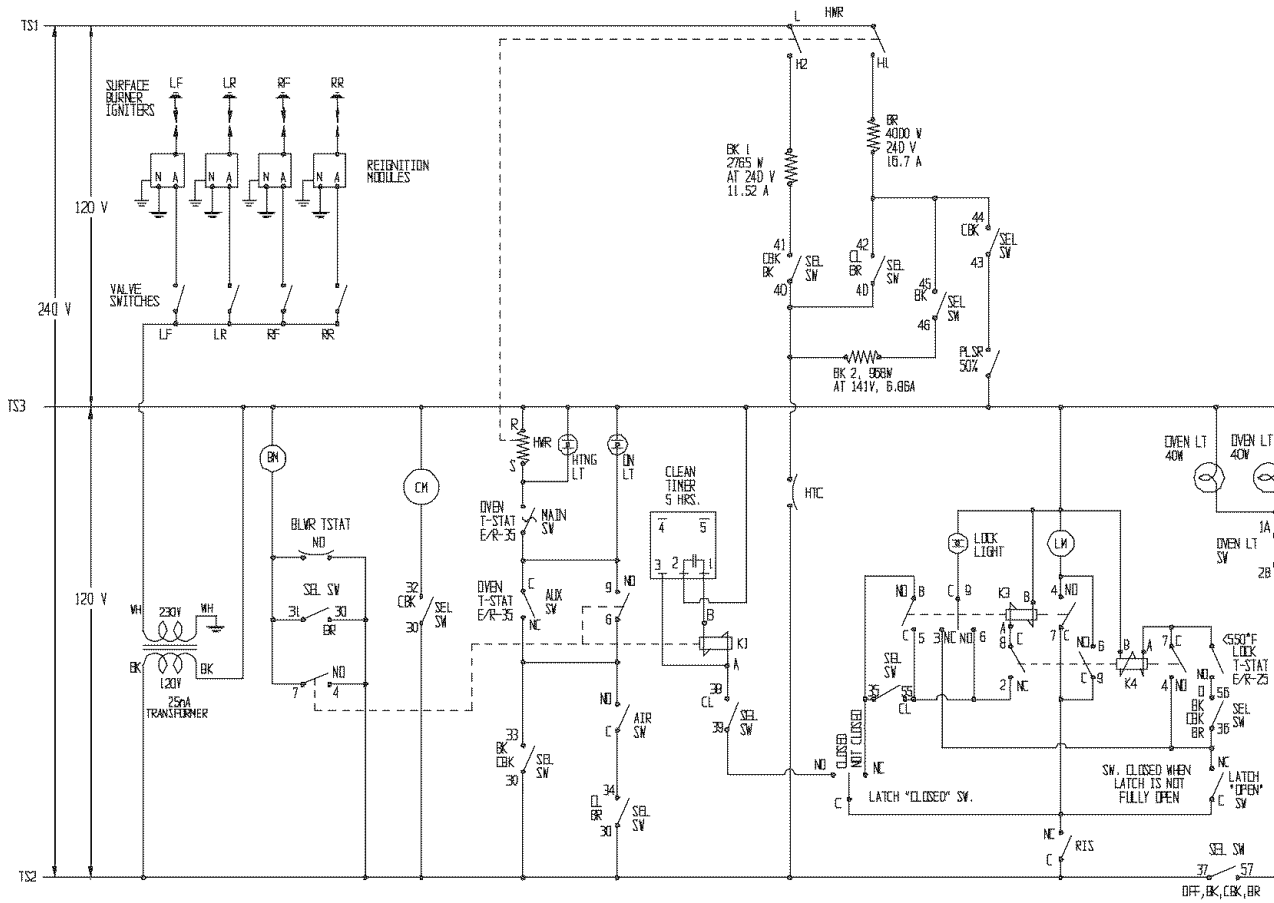 TS1
L HWR
H2 H1
SURFACE
BURNER
IGNITERS
LF LR RF RR
N A N A N A N A
REIGNITION
MODULES
120 V
240 V
VALVE
SWITCHES
LF LR RF RR
BR
4000 W
240 V
16.7 A
BK 1
2765 W
AT 240 V
11.52 A
41
CBK
BK
40
SEL
SW
42
CL
BR
40
SEL
SW
45
BK
46
SEL
SW
44
CBK
43
SEL
SW
PLSR
50%
BK 2, 968W
AT 141V, 6.86A
TS3
120 V
BM
BLWR TSTAT
NO
SEL SW
31 30
BR
NO
7 4
WH 230V WH
BK 120V BK
25mA
TRANSFORMER
CM
32
CBK
30
SEL
SW
R
HWR
S
HTNG
LT
ON
LT
OVEN
T-STAT
E/R-35
MAIN
SW
OVEN
T-STAT
E/R-35
C
NC
AUX
SW
9 NO
6
33
BK
CBK
30
SEL
SW
NO
C
AIR
SW
34
CL
BR
30
SEL
SW
CLEAN
TIMER
5 HRS.
4 5
3 2 1
B
K1
A
38
CL
39
SEL
SW
HTC
NO
CLOSED
NOT CLOSED
NC
C
LATCH "CLOSED" SW.
SEL
SW
35 55
CL
NO B
C 5
LOCK
LIGHT
C 9
3 NC NO 6
K3
B
A
C
8
2 NC
LM
4 NO
7 C
NO 6
C 9
B A
K4
7 C
4 NO
<550°F
LOCK
T-STAT
E/R-25
NO
O
BK
CBK
BR
56
36
SEL
SW
SW. CLOSED WHEN
LATCH IS NOT
FULLY OPEN
NC
C
LATCH
"OPEN"
SW
NC
C
RIS
OVEN LT
40W
OVEN LT
40W
1A
OVEN LT
SW
2B
TS2
SEL SW
37 57
OFF,BK,CBK,BR